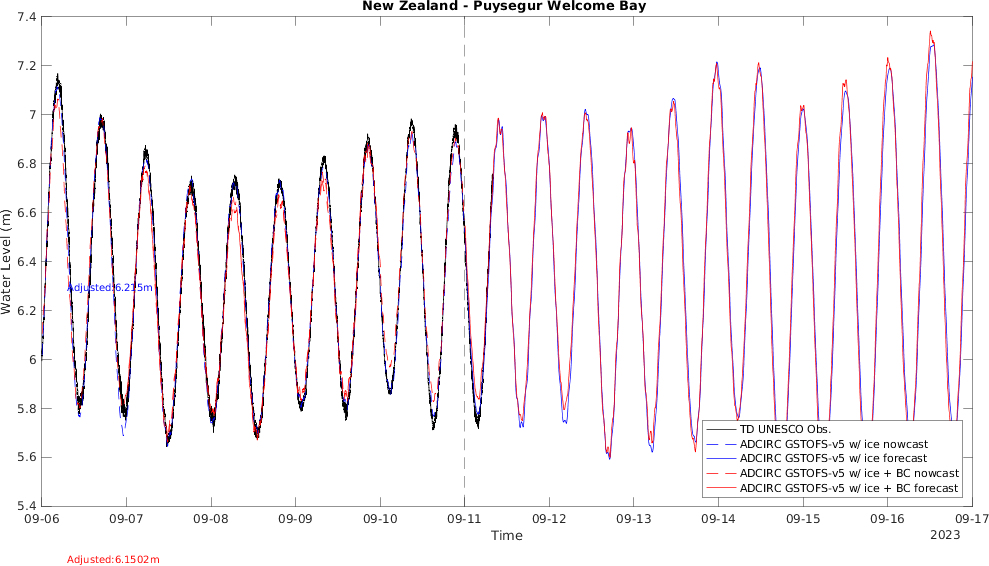 New Zealand - Puysegur Welcome Bay
7.4
7.2
7
6.8
6.6
6.4
6.2
6
5.8
5.6
5.4
Water Level (m)
Adjusted:6.215m
TD UNESCO Obs.
ADCIRC GSTOFS-v5 w/ ice nowcast
ADCIRC GSTOFS-v5 w/ ice forecast
ADCIRC GSTOFS-v5 w/ ice + BC nowcast
ADCIRC GSTOFS-v5 w/ ice + BC forecast
09-06 09-07 09-08 09-09 09-10 09-11 09-12 09-13 09-14 09-15 09-16 09-17
Time
2023
Adjusted:6.1502m